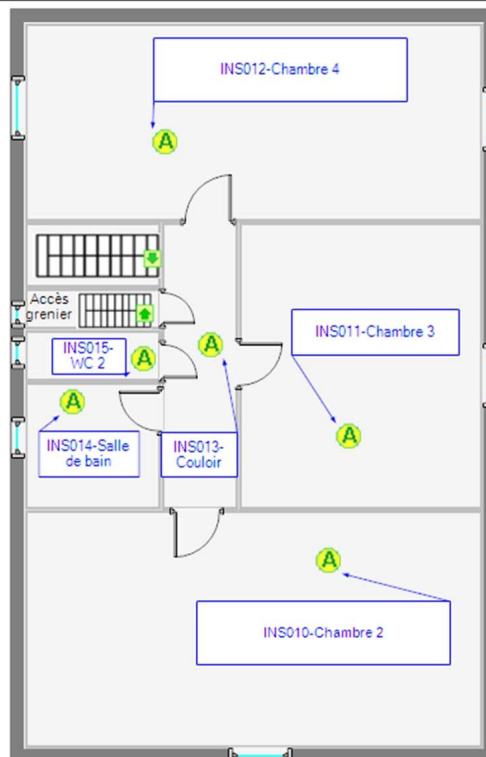 INS012-Chambre 4
A
Accès
grenier
INS015-
WC 2
A
A
INS011-Chambre 3
A
A
INS014-Salle
de bain
INS013-
Couloir
A
INS010-Chambre 2